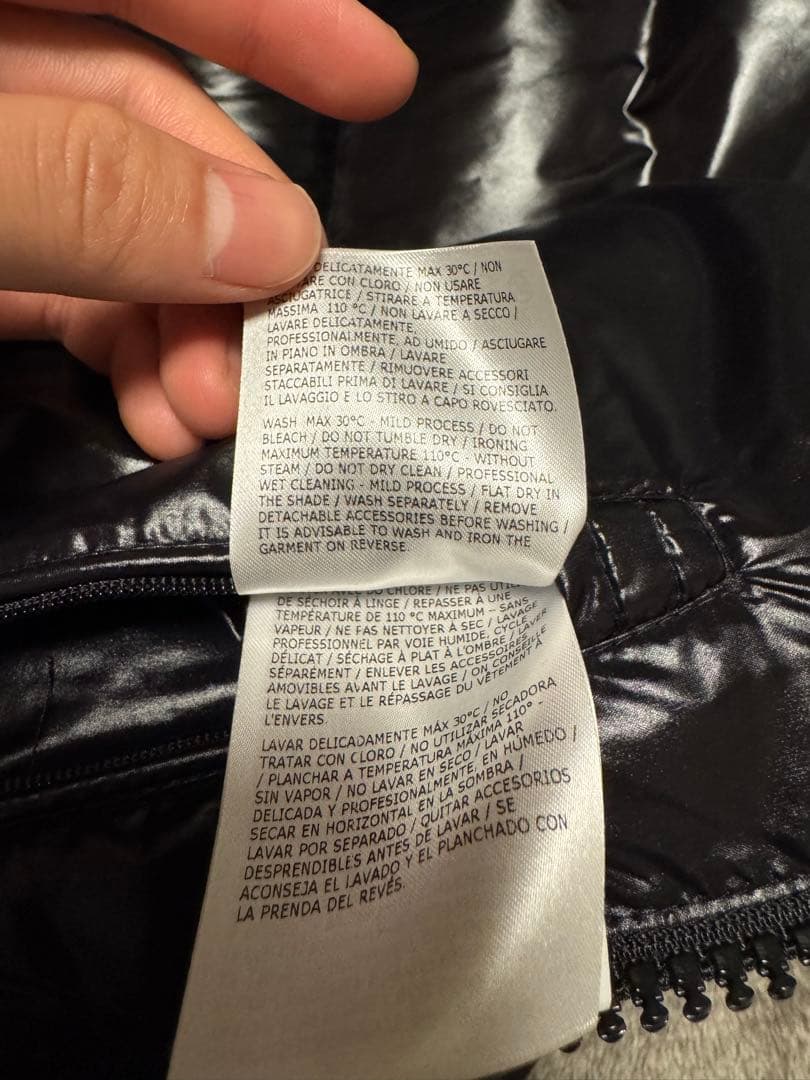 DELICATAMENTE MAX 30°C / NON
ARE CON CLORO / NON USARE
ASCIUGATRICE / STIRARE A TEMPERATURA
MASSIMA 110 °C / NON LAVARE A SECCO /
LAVARE DELICATAMENTE,
PROFESSIONALMENTE, AD UMIDO / ASCIUGARE
IN PIANO IN OMBRA / LAVARE
SEPARATAMENTE / RIMUOVERE ACCESSORI
STACCABILI PRIMA DI LAVARE / SI CONSIGLIA
IL LAVAGGIO E LO STIRO A CAPO ROVESCIATO.
WASH MAX 30°C - MILD PROCESS / DO NOT
BLEACH / DO NOT TUMBLE DRY / IRONING
MAXIMUM TEMPERATURE 110°C - WITHOUT
STEAM / DO NOT DRY CLEAN / PROFESSIONAL
WET CLEANING - MILD PROCESS / FLAT DRY IN
THE SHADE / WASH SEPARATELY / REMOVE
DETACHABLE ACCESSORIES BEFORE WASHING /
IT IS ADVISABLE TO WASH AND IRON THE
GARMENT ON REVERSE.
AVEC DU CHLORE / NE PAS UTIL
DE SÉCHOIR À LINGE / REPASSER À UNE
TEMPÉRATURE DE 110 °C MAXIMUM - SANS
VAPEUR / NE PAS NETTOYER À SEC / LAVAGE
PROFESSIONNEL PAR VOIE HUMIDE, CYCLE
DÉLICAT / SÉCHAGE À PLAT À L'OMBRE / LAVER
SÉPARÉMENT / ENLEVER LES ACCESSOIRES
AMOVIBLES AVANT LE LAVAGE / ON CONSEILLE
LE LAVAGE ET LE RÉPASSAGE DU VÊTEMENT À
L'ENVERS.
LAVAR DELICADAMENTE MÁX 30°C / NO
TRATAR CON CLORO / NO UTILIZAR SECADORA
/ PLANCHAR A TEMPERATURA MÁXIMA 110° -
SIN VAPOR / NO LAVAR EN SECO / LAVAR
DELICADA Y PROFESIONALMENTE, EN HÚMEDO /
SECAR EN HORIZONTAL EN LA SOMBRA /
LAVAR POR SEPARADO / QUITAR ACCESORIOS
DESPRENDIBLES ANTES DE LAVAR / SE
ACONSEJA EL LAVADO Y EL PLANCHADO CON
LA PRENDA DEL REVÉS.